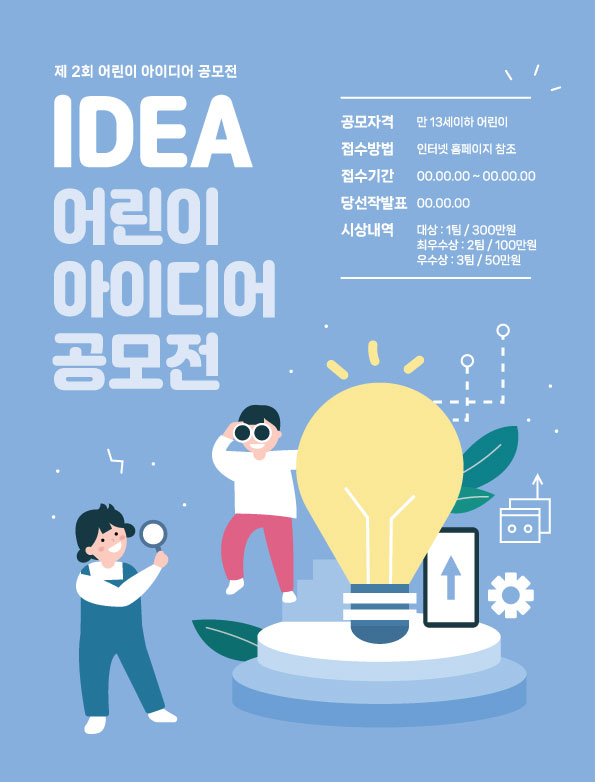 제 2회 어린이 아이디어 공모전
IDEA
어린이
아이디어
공모전
공모자격 만 13세이하 어린이
접수방법 인터넷 홈페이지 참조
접수기간 00.00.00 ~ 00.00.00
당선작발표 00.00.00
시상내역 대상 : 1팀 / 300만원
최우수상 : 2팀 / 100만원
우수상 : 3팀 / 50만원